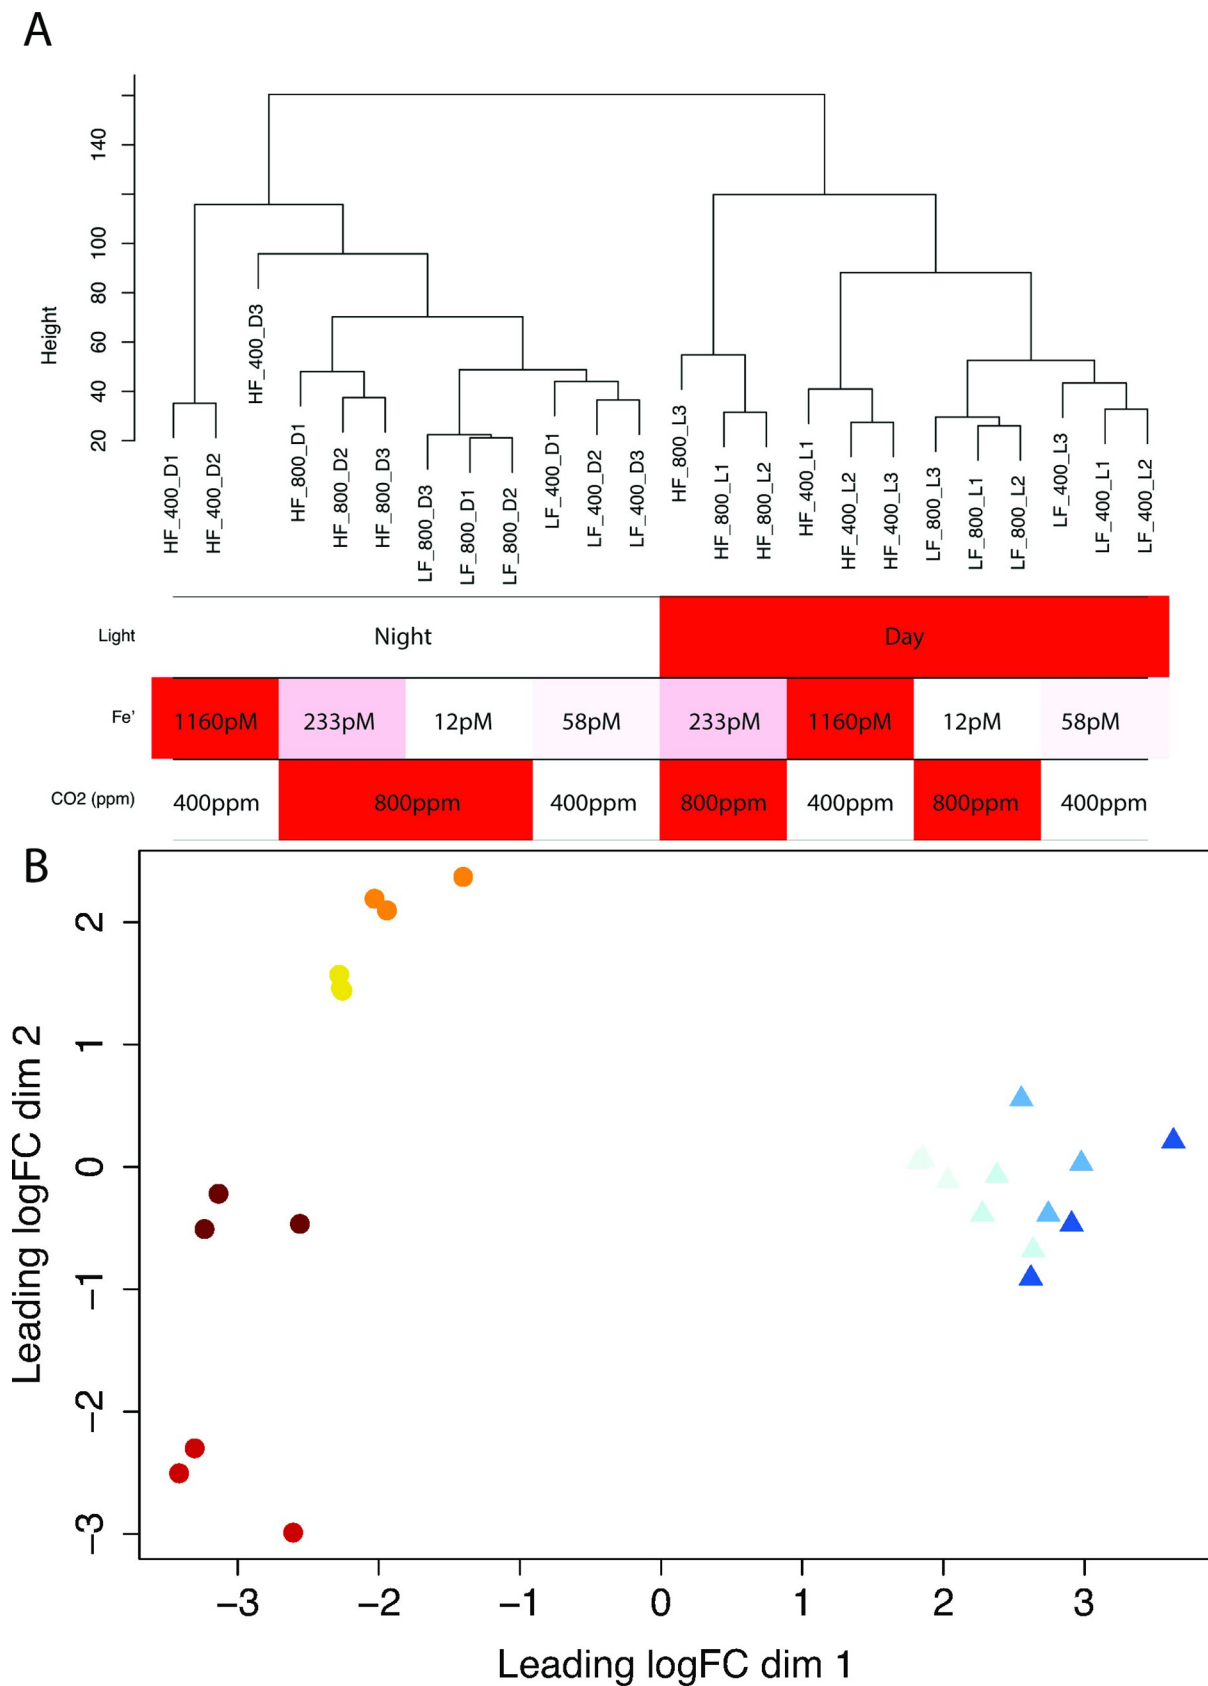 A
Height
140
100
80
60
40
20
HF_400_D1
HF_400_D2
HF_400_D3
HF_800_D1
HF_800_D2
HF_800_D3
LF_800_D3
LF_800_D1
LF_800_D2
LF_400_D1
LF_400_D2
LF_400_D3
HF_800_L3
HF_800_L1
HF_800_L2
HF_400_L1
HF_400_L2
HF_400_L3
LF_800_L3
LF_800_L1
LF_800_L2
LF_400_L3
LF_400_L1
LF_400_L2
Light Night Day
Fe' 1160pM 233pM 12pM 58pM 233pM 1160pM 12pM 58pM
CO2 (ppm) 400ppm 800ppm 400ppm 800ppm 400ppm 800ppm 400ppm
B
Leading logFC dim 2
2
1
0
−1
−2
−3
−3 −2 −1 0 1 2 3
Leading logFC dim 1